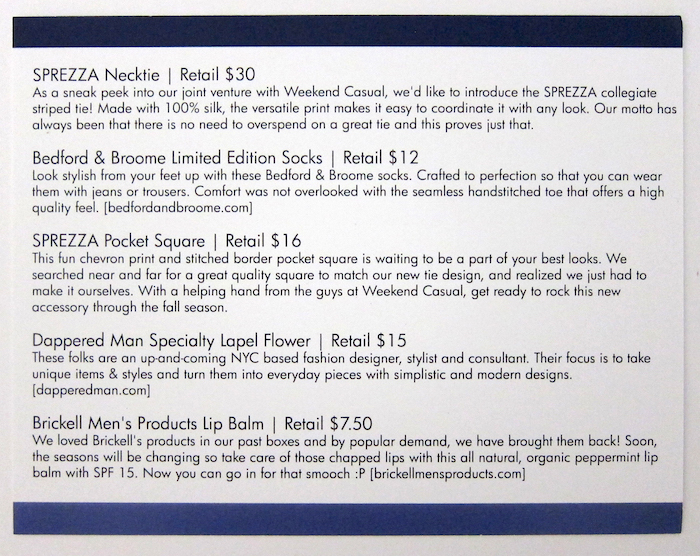 SPREZZA Necktie | Retail $30
As a sneak peek into our joint venture with Weekend Casual, we'd like to introduce the SPREZZA collegiate
striped tie! Made with 100% silk, the versatile print makes it easy to coordinate it with any look. Our motto has
always been that there is no need to overspend on a great tie and this proves just that.
Bedford & Broome Limited Edition Socks | Retail $12
Look stylish from your feet up with these Bedford & Broome socks. Crafted to perfection so that you can wear
them with jeans or trousers. Comfort was not overlooked with the seamless handstitched toe that offers a high
quality feel. [bedfordandbroome.com]
SPREZZA Pocket Square | Retail $16
This fun chevron print and stitched border pocket square is waiting to be a part of your best looks. We
searched near and far for a great quality square to match our new tie design, and realized we just had to
make it ourselves. With a helping hand from the guys at Weekend Casual, get ready to rock this new
accessory through the fall season.
Dappered Man Specialty Lapel Flower | Retail $15
These folks are an up-and-coming NYC based fashion designer, stylist and consultant. Their focus is to take
unique items & styles and turn them into everyday pieces with simplistic and modern designs.
[dapperedman.com]
Brickell Men's Products Lip Balm | Retail $7.50
We loved Brickell's products in our past boxes and by popular demand, we have brought them back! Soon,
the seasons will be changing so take care of those chapped lips with this all natural, organic peppermint lip
balm with SPF 15. Now you can go in for that smooch :P [brickellmensproducts.com]